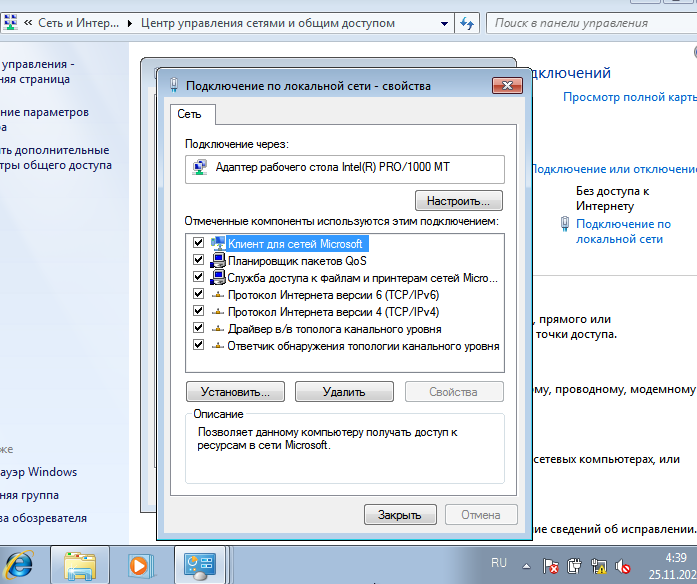 « Сеть и Интер... ▸ Центр управления сетями и общим доступом
Поиск в панели управления
управления -
няя страница
ние параметров
ра
ть дополнительные
тры общего доступа
дключений
Просмотр полной карты
Подключение или отключение
Без доступа к
Интернету
Подключение по
локальной сети
, прямого или
точки доступа.
му, проводному, модемному
сетевых компьютерах, или
ие сведений об исправлении.
Подключение по локальной сети - свойства
Сеть
Подключение через:
Адаптер рабочего стола Intel(R) PRO/1000 MT
Настроить...
Отмеченные компоненты используются этим подключением:
Клиент для сетей Microsoft
Планировщик пакетов QoS
Служба доступа к файлам и принтерам сетей Micro...
Протокол Интернета версии 6 (TCP/IPv6)
Протокол Интернета версии 4 (TCP/IPv4)
Драйвер в/в тополога канального уровня
Ответчик обнаружения топологии канального уровня
Установить...
Удалить
Свойства
Описание
Позволяет данному компьютеру получать доступ к
ресурсам в сети Microsoft.
Закрыть
Отмена
же
ауэр Windows
няя группа
ва обозревателя
RU
4:39
25.11.202